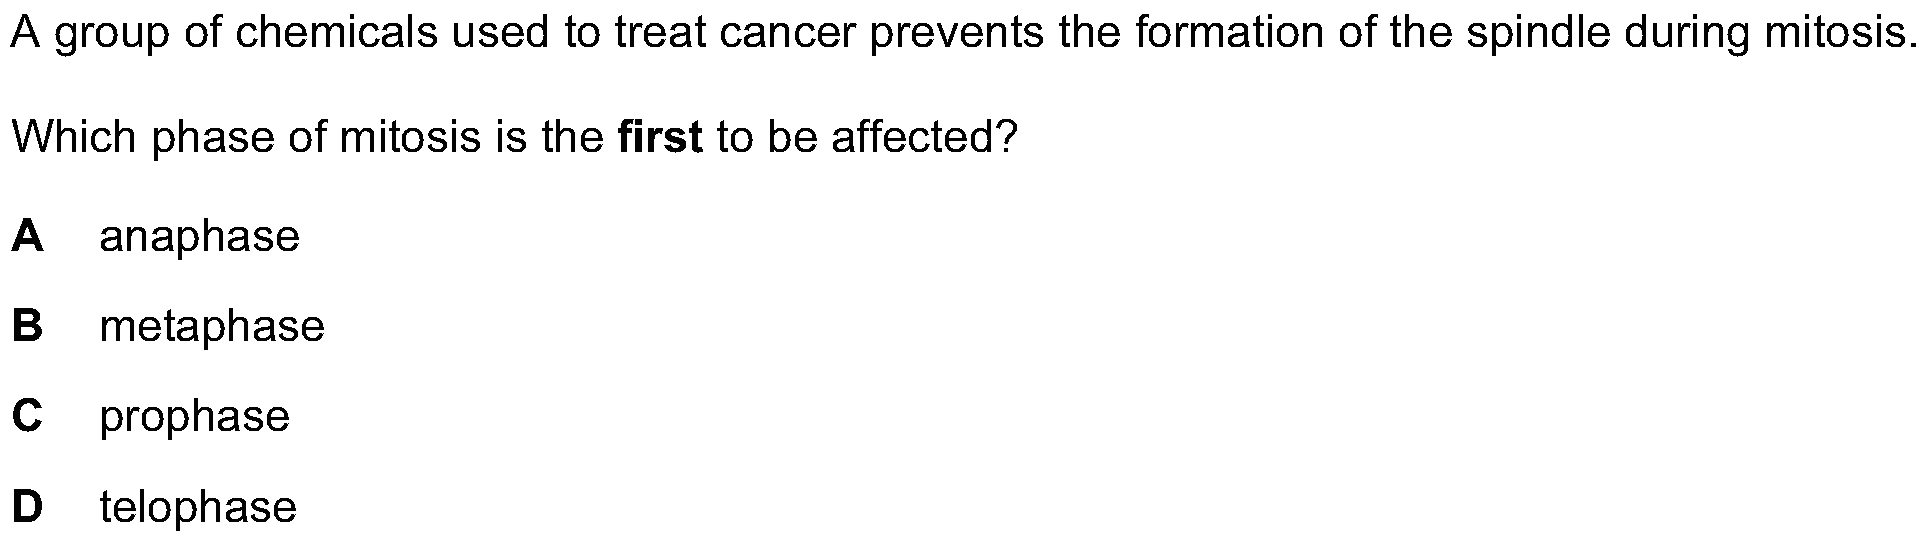 A group of chemicals used to treat cancer prevents the formation of the spindle during mitosis.
Which phase of mitosis is the first to be affected?
A anaphase
B metaphase
C prophase
D telophase